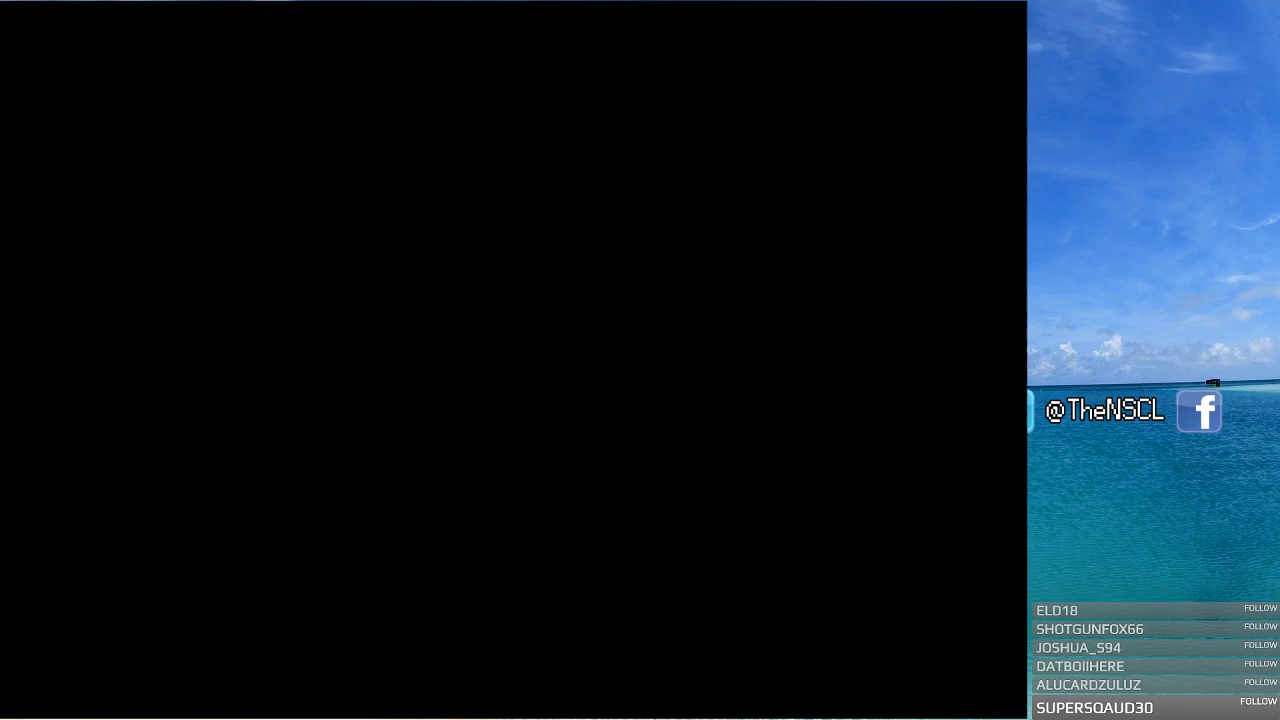 @TheNSCL f
ELD18 FOLLOW
SHOTGUNFOX66 FOLLOW
JOSHUA_S94 FOLLOW
DATBOIIHERE FOLLOW
ALUCARDZULUZ FOLLOW
SUPERSQAUD30 FOLLOW